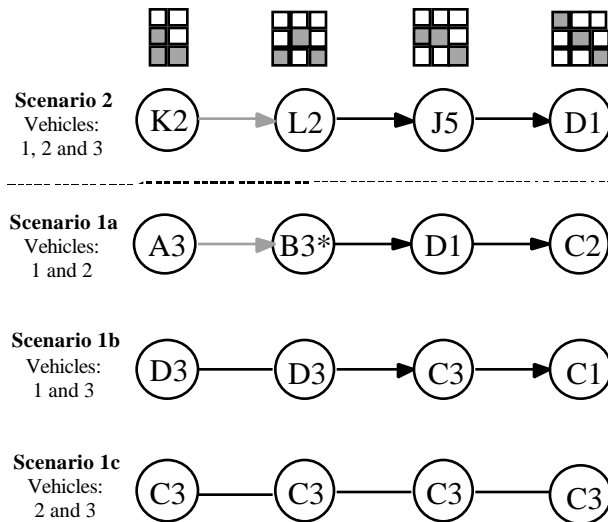 Scenario 2
Vehicles:
1, 2 and 3
K2 L2 J5 D1
Scenario 1a
Vehicles:
1 and 2
A3 B3* D1 C2
Scenario 1b
Vehicles:
1 and 3
D3 D3 C3 C1
Scenario 1c
Vehicles:
2 and 3
C3 C3 C3 C3